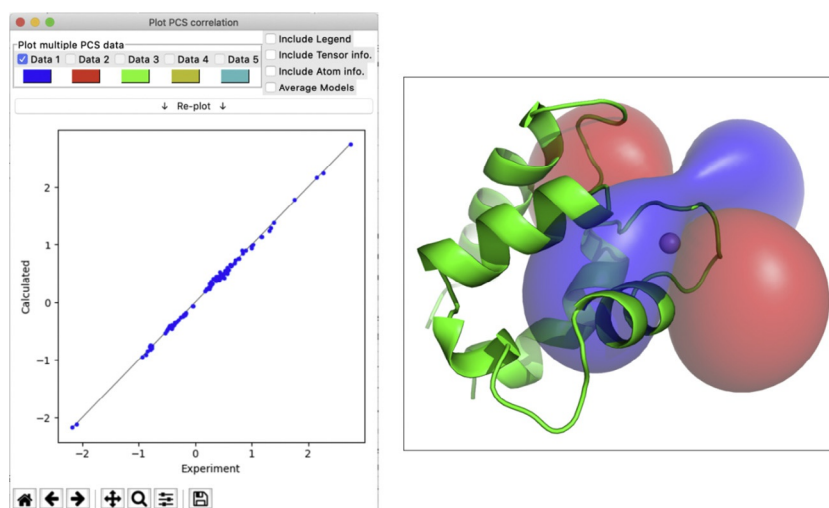 Plot PCS correlation
Plot multiple PCS data
Data 1 Data 2 Data 3 Data 4 Data 5
Include Legend
Include Tensor info.
Include Atom info.
Average Models
↓ Re-plot ↓
Calculated
2
1
0
−1
−2
−2 −1 0 1 2
Experiment